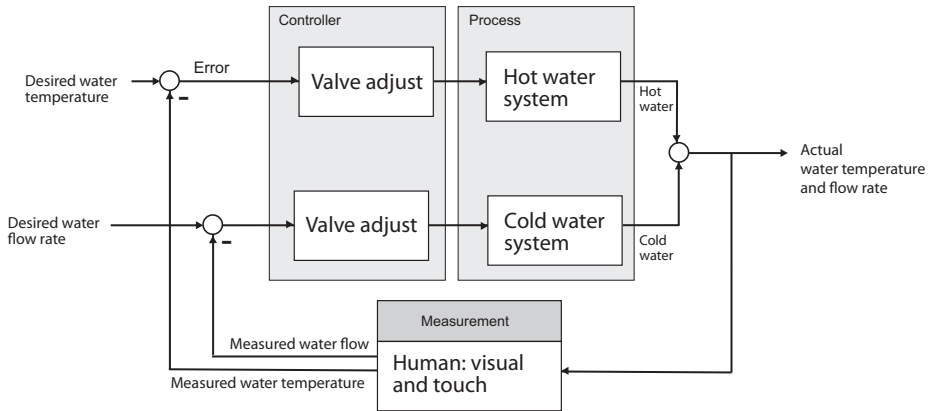 Controller
Process
Desired water
temperature
Error
Valve adjust
Hot water
system
Hot
water
Actual
water temperature
and flow rate
Desired water
flow rate
Valve adjust
Cold water
system
Cold
water
Measurement
Measured water flow
Human: visual
and touch
Measured water temperature